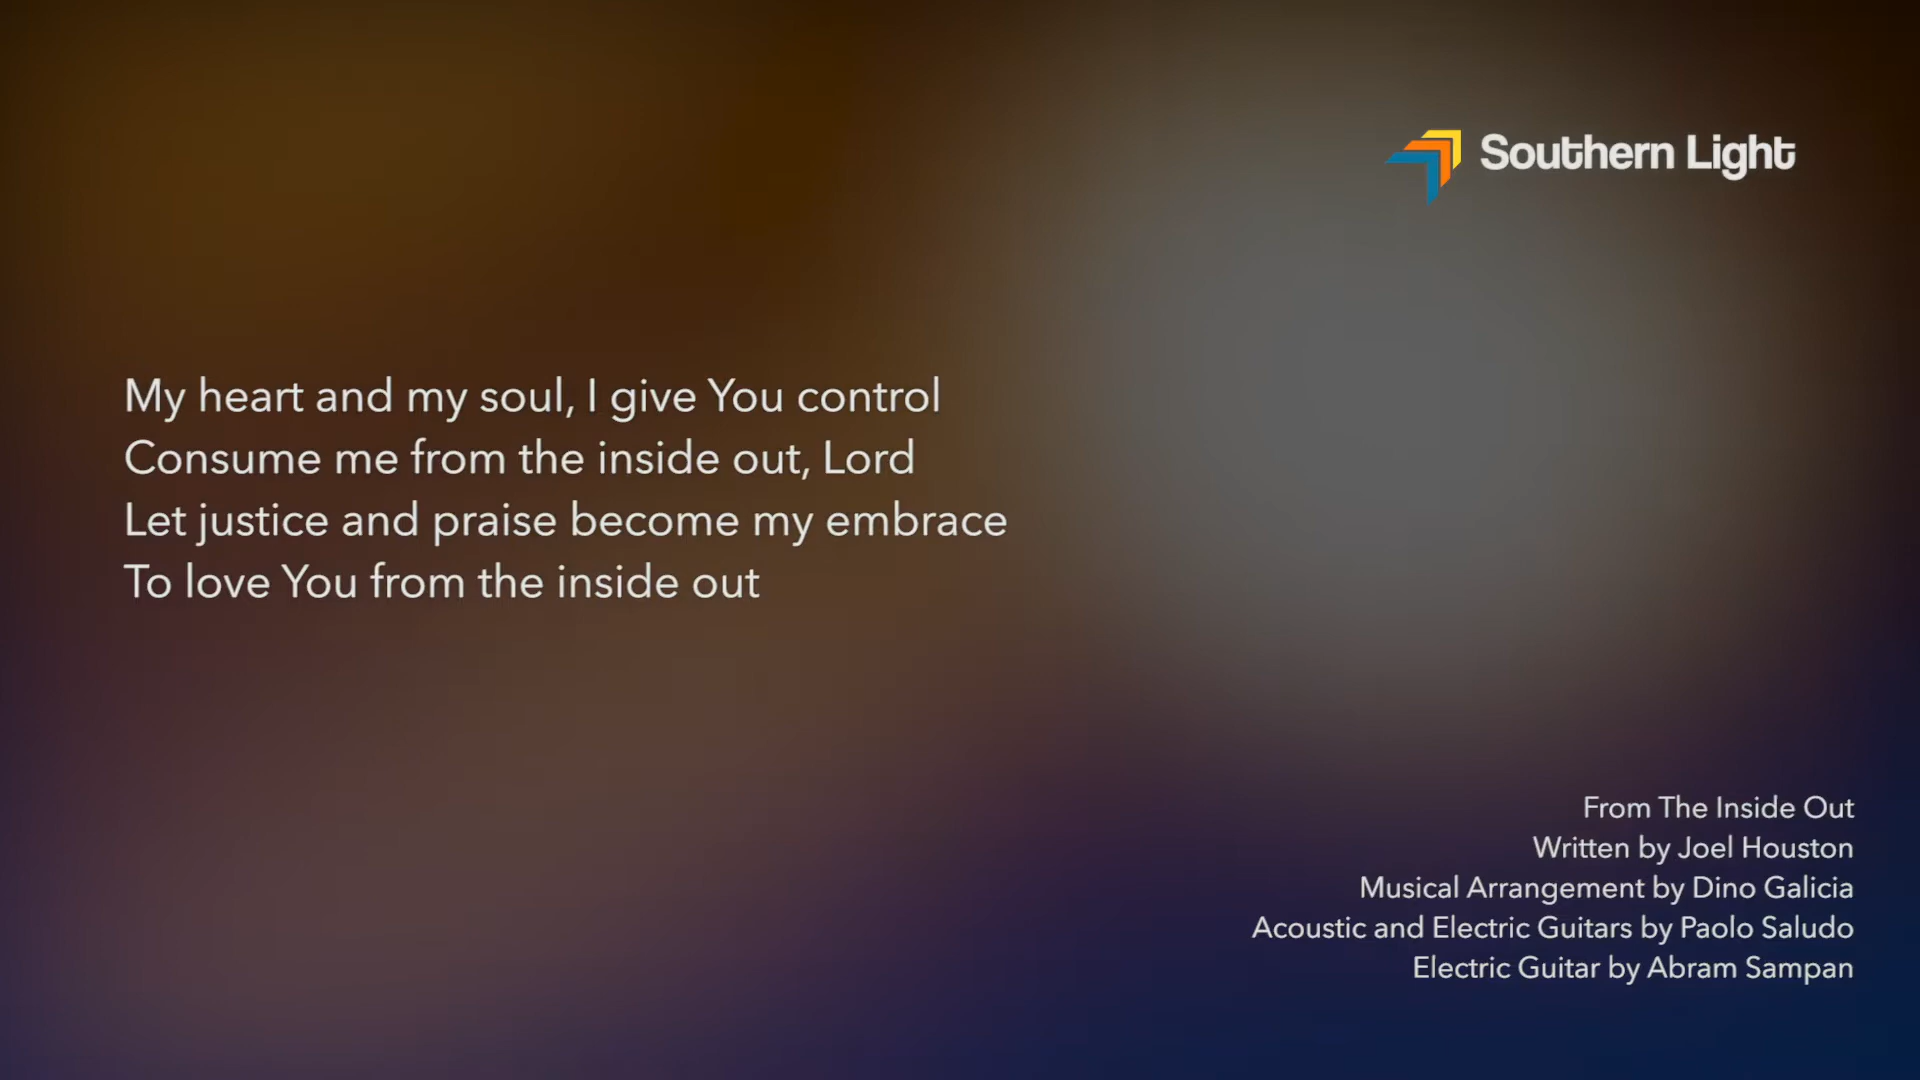 Southern Light
My heart and my soul, I give You control
Consume me from the inside out, Lord
Let justice and praise become my embrace
To love You from the inside out
From The Inside Out
Written by Joel Houston
Musical Arrangement by Dino Galicia
Acoustic and Electric Guitars by Paolo Saludo
Electric Guitar by Abram Sampan